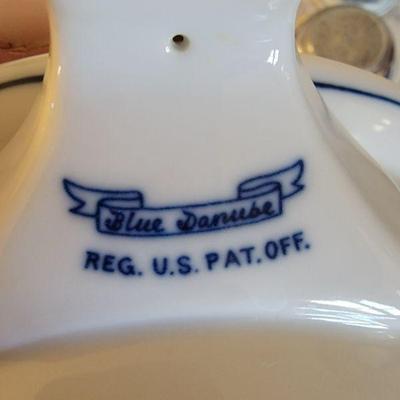 Blue Danube
REG. U.S. PAT. OFF.